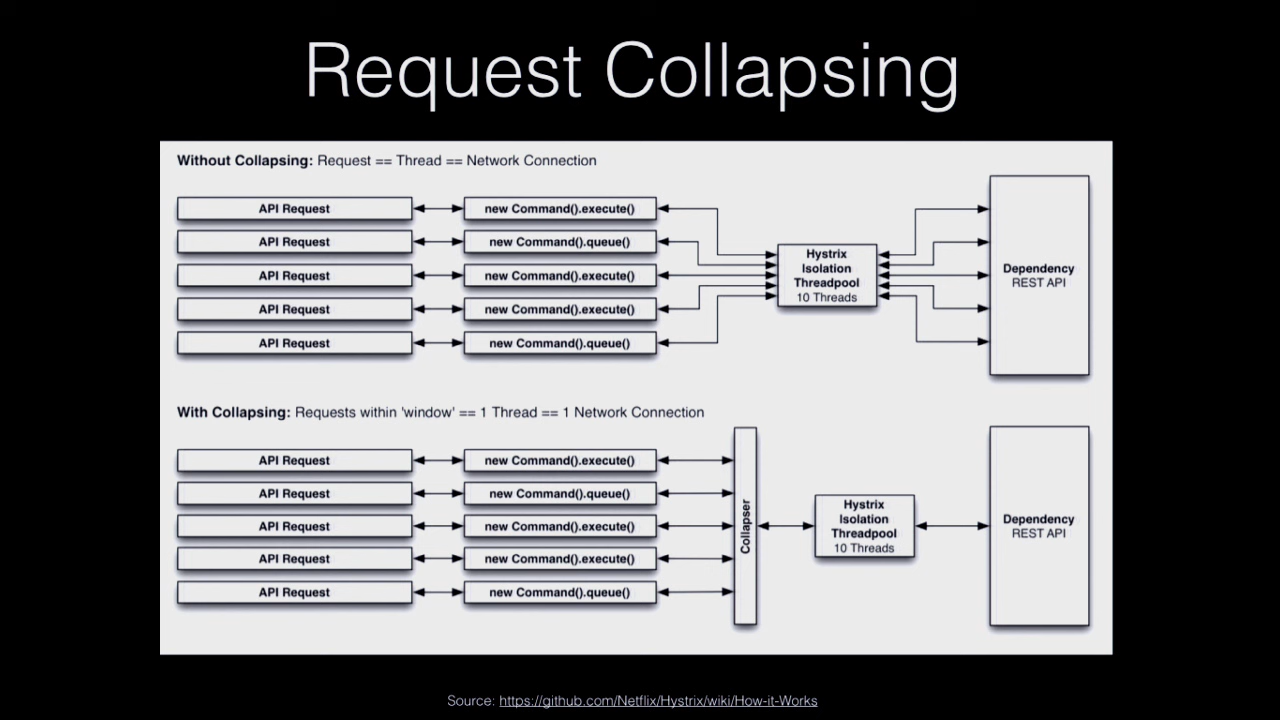 Request Collapsing
Without Collapsing: Request == Thread == Network Connection
API Request
new Command().execute()
API Request
new Command().queue()
API Request
new Command().execute()
API Request
new Command().execute()
API Request
new Command().queue()
Hystrix
Isolation
Threadpool
10 Threads
Dependency
REST API
With Collapsing: Requests within 'window' == 1 Thread == 1 Network Connection
API Request
new Command().execute()
API Request
new Command().queue()
API Request
new Command().execute()
API Request
new Command().execute()
API Request
new Command().queue()
Collapser
Hystrix
Isolation
Threadpool
10 Threads
Dependency
REST API
Source: https://github.com/Netflix/Hystrix/wiki/How-it-Works